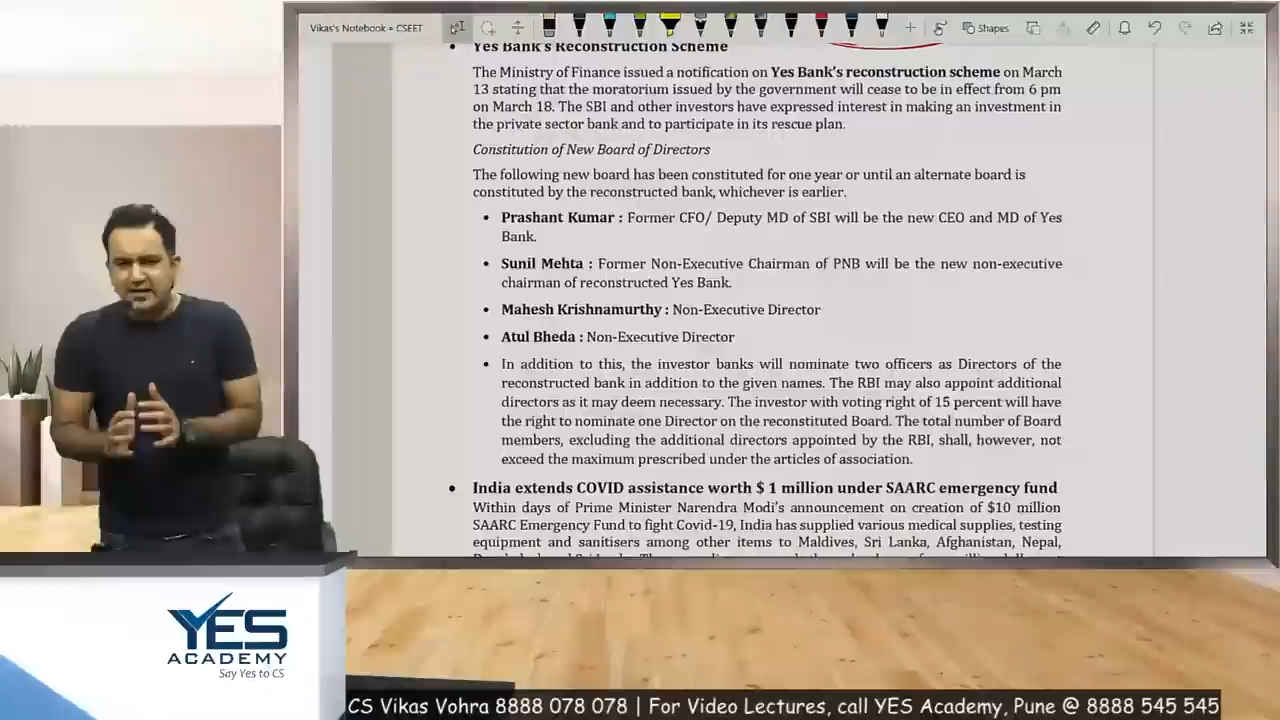 Vikas's Notebook » CSEET
Shapes
Yes Bank's Reconstruction Scheme
The Ministry of Finance issued a notification on Yes Bank's reconstruction scheme on March
13 stating that the moratorium issued by the government will cease to be in effect from 6 pm
on March 18. The SBI and other investors have expressed interest in making an investment in
the private sector bank and to participate in its rescue plan.
Constitution of New Board of Directors
The following new board has been constituted for one year or until an alternate board is
constituted by the reconstructed bank, whichever is earlier.
• Prashant Kumar : Former CFO/ Deputy MD of SBI will be the new CEO and MD of Yes
Bank.
• Sunil Mehta : Former Non-Executive Chairman of PNB will be the new non-executive
chairman of reconstructed Yes Bank.
• Mahesh Krishnamurthy : Non-Executive Director
• Atul Bheda : Non-Executive Director
• In addition to this, the investor banks will nominate two officers as Directors of the
reconstructed bank in addition to the given names. The RBI may also appoint additional
directors as it may deem necessary. The investor with voting right of 15 percent will have
the right to nominate one Director on the reconstituted Board. The total number of Board
members, excluding the additional directors appointed by the RBI, shall, however, not
exceed the maximum prescribed under the articles of association.
• India extends COVID assistance worth $ 1 million under SAARC emergency fund
Within days of Prime Minister Narendra Modi's announcement on creation of $10 million
SAARC Emergency Fund to fight Covid-19, India has supplied various medical supplies, testing
equipment and sanitisers among other items to Maldives, Sri Lanka, Afghanistan, Nepal,
YES
ACADEMY
Say Yes to CS
CS Vikas Vohra 8888 078 078 | For Video Lectures, call YES Academy, Pune @ 8888 545 545